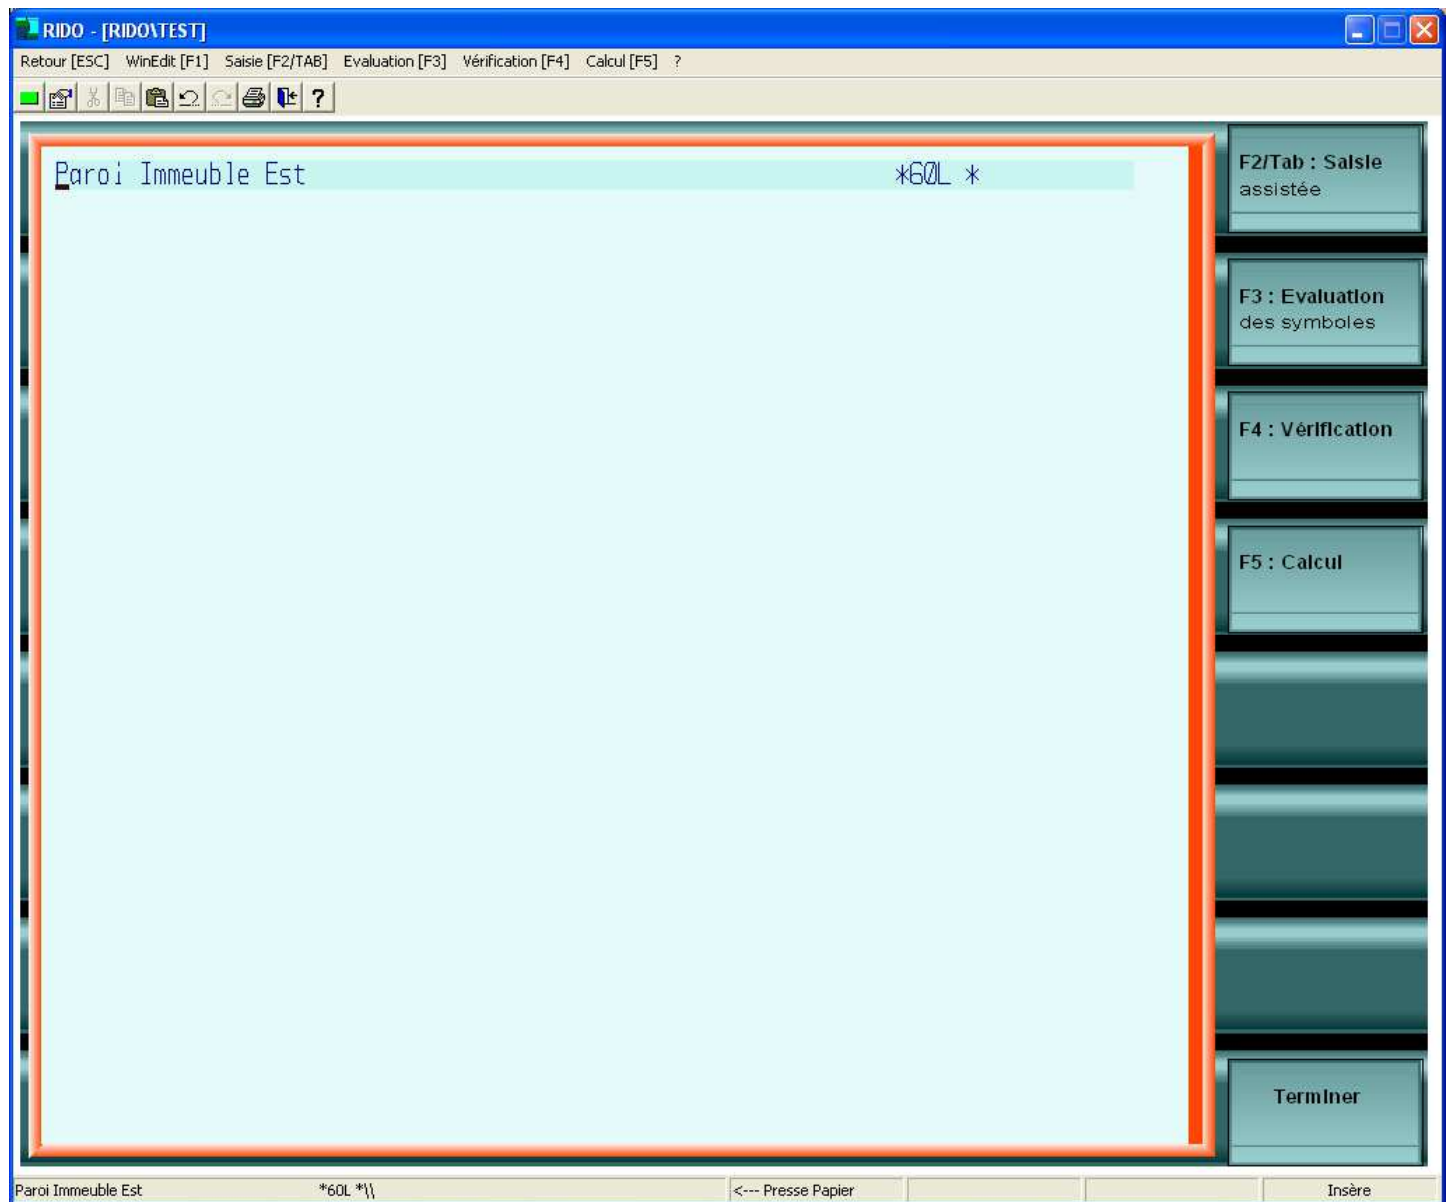 RIDO - [RIDO\TEST]
Retour [ESC] WinEdit [F1] Saisie [F2/TAB] Evaluation [F3] Vérification [F4] Calcul [F5] ?
?
Paroi Immeuble Est *60L *
F2/Tab : Saisie
assistée
F3 : Evaluation
des symboles
F4 : Vérification
F5 : Calcul
Terminer
Paroi Immeuble Est *60L *\\ <--- Presse Papier Insère